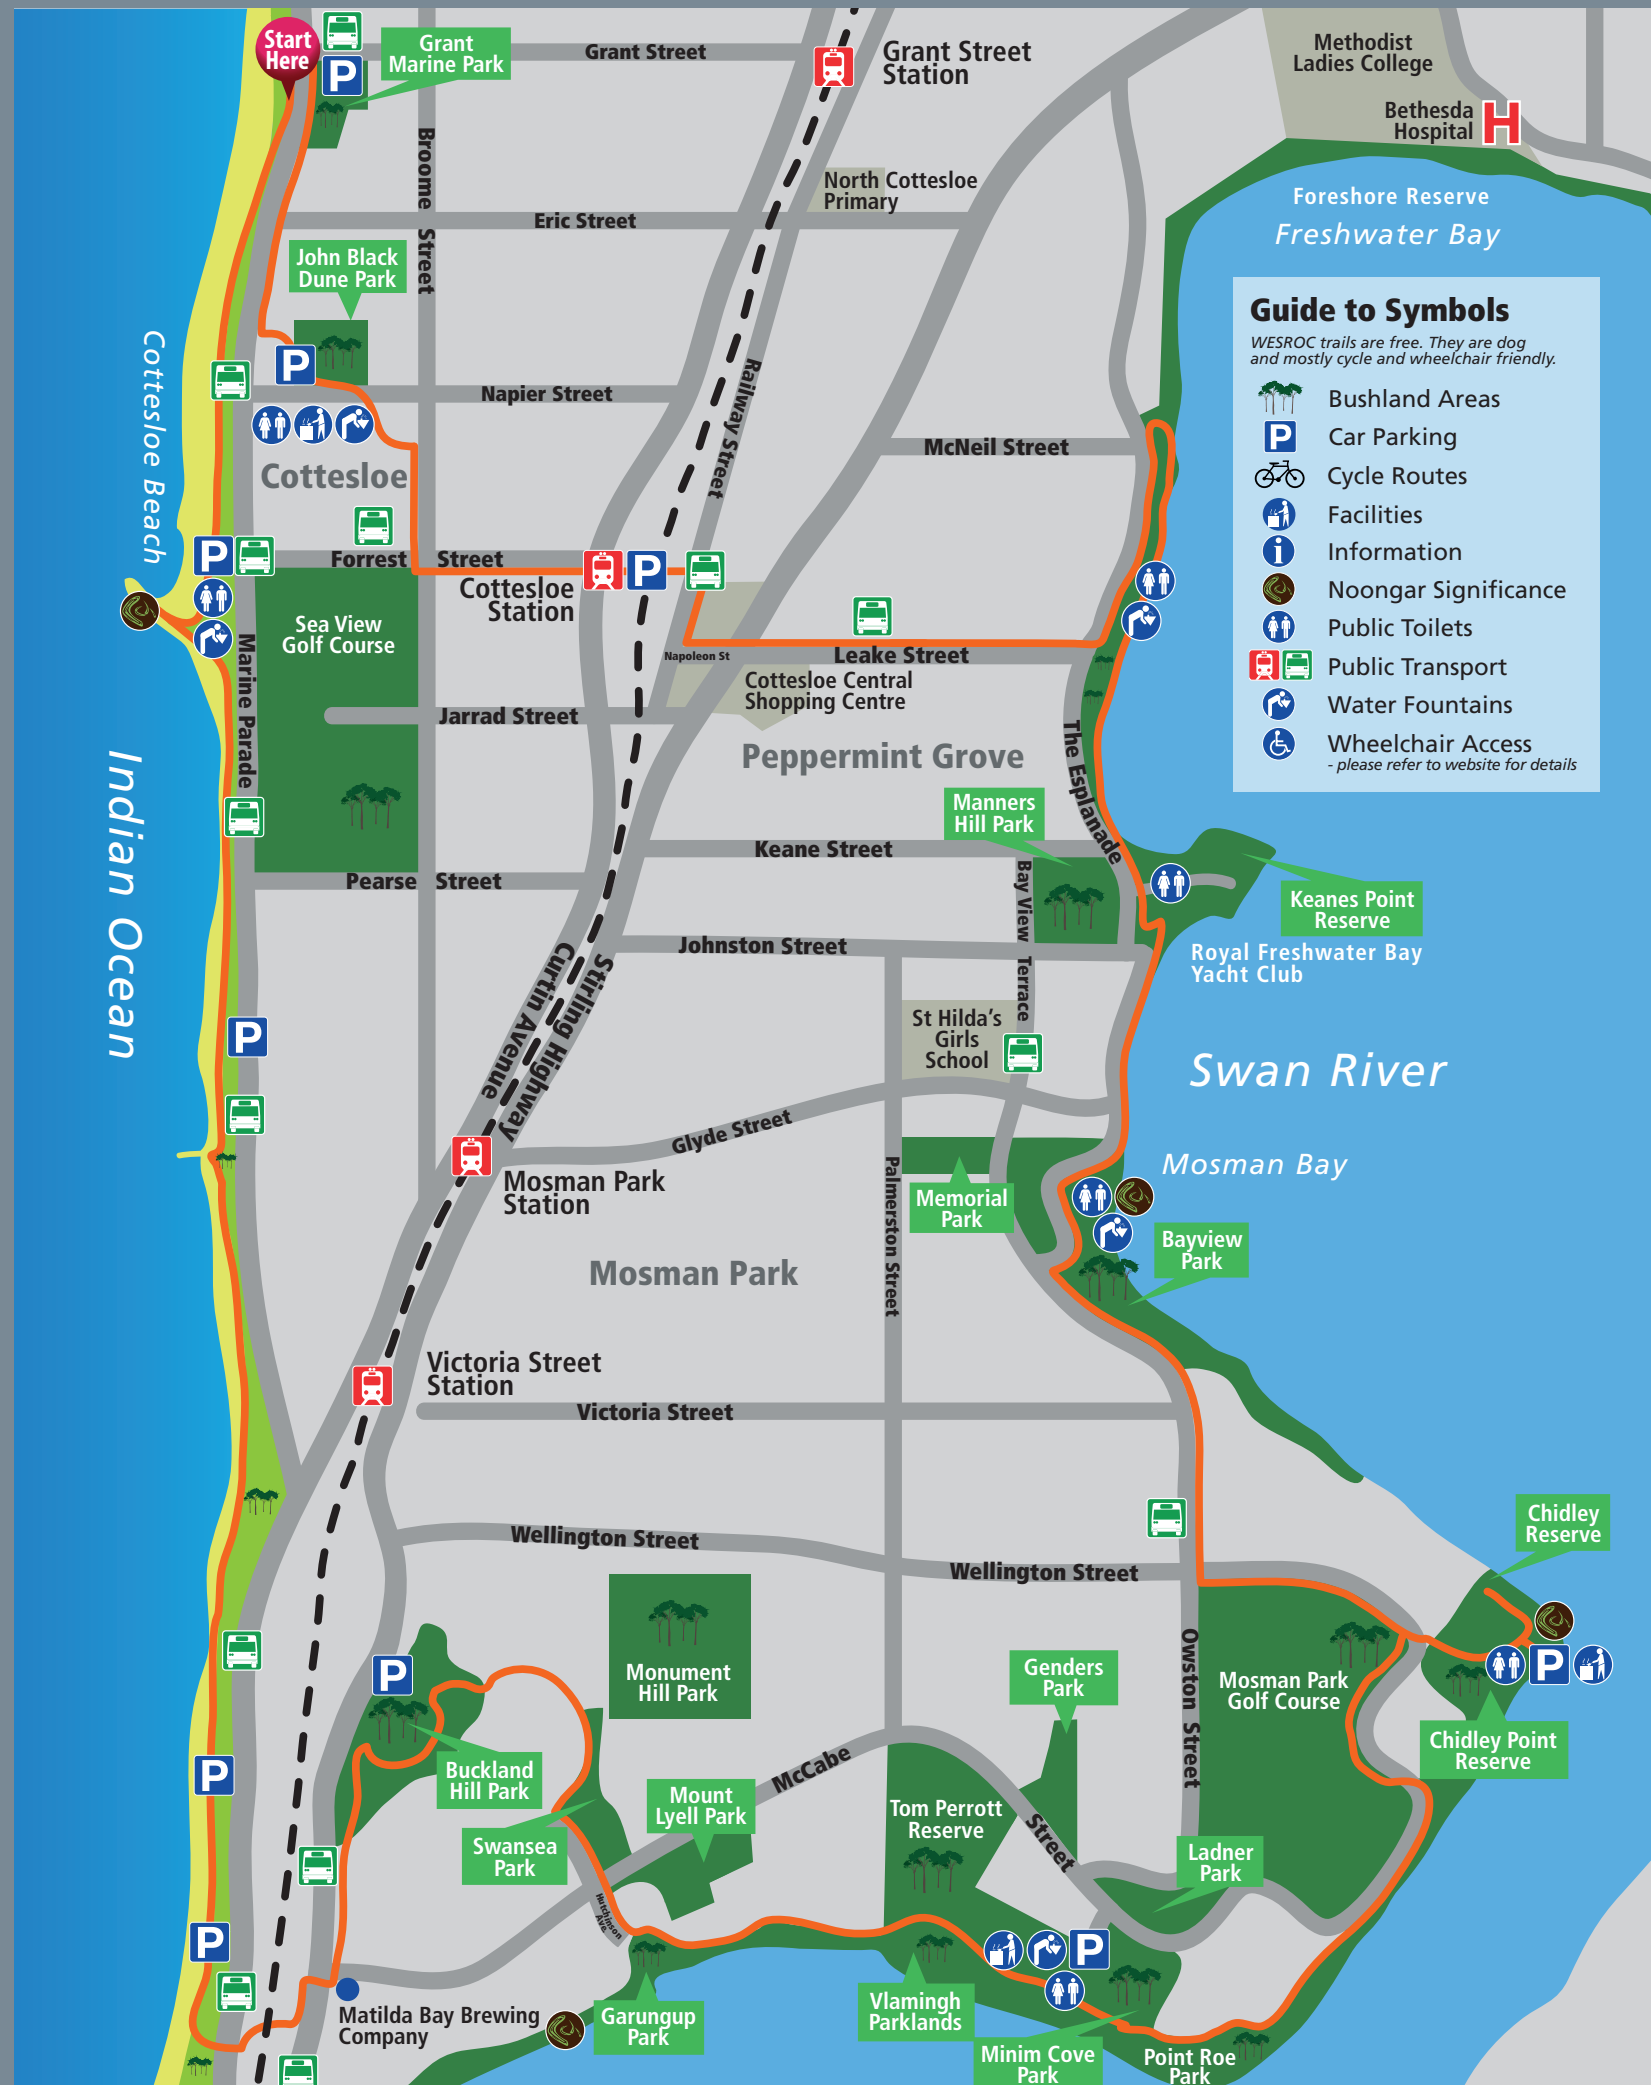 Start
Here
P
Grant
Marine Park
Grant Street
Grant Street
Station
Methodist
Ladies College
Bethesda
Hospital
H
Broome Street
North Cottesloe
Primary
Foreshore Reserve
Freshwater Bay
Eric Street
John Black
Dune Park
P
Guide to Symbols
WESROC trails are free. They are dog
and mostly cycle and wheelchair friendly.
Bushland Areas
P
Car Parking
Cycle Routes
Facilities
i
Information
Noongar Significance
Public Toilets
Public Transport
Water Fountains
Wheelchair Access
- please refer to website for details
Cottesloe Beach
Napier Street
Railway Street
McNeil Street
Cottesloe
P
Forrest Street
P
Cottesloe
Station
Sea View
Golf Course
Marine Parade
Napoleon St
Leake Street
Cottesloe Central
Shopping Centre
Jarrad Street
The Esplanade
Peppermint Grove
Indian Ocean
Manners
Hill Park
Keane Street
Bay View Terrace
Pearse Street
Keanes Point
Reserve
Johnston Street
Royal Freshwater Bay
Yacht Club
Curtin Avenue
Stirling Highway
St Hilda's
Girls
School
P
Swan River
Glyde Street
Mosman Park
Station
Palmerston Street
Memorial
Park
Mosman Bay
Bayview
Park
Mosman Park
Victoria Street
Station
Victoria Street
Wellington Street
Wellington Street
Chidley
Reserve
P
Monument
Hill Park
Genders
Park
Owston Street
Mosman Park
Golf Course
P
Chidley Point
Reserve
P
Buckland
Hill Park
McCabe Street
Mount
Lyell Park
Tom Perrott
Reserve
Swansea
Park
Ladner
Park
Hutchinson
Ave
P
P
Matilda Bay Brewing
Company
Garungup
Park
Vlamingh
Parklands
Minim Cove
Park
Point Roe
Park